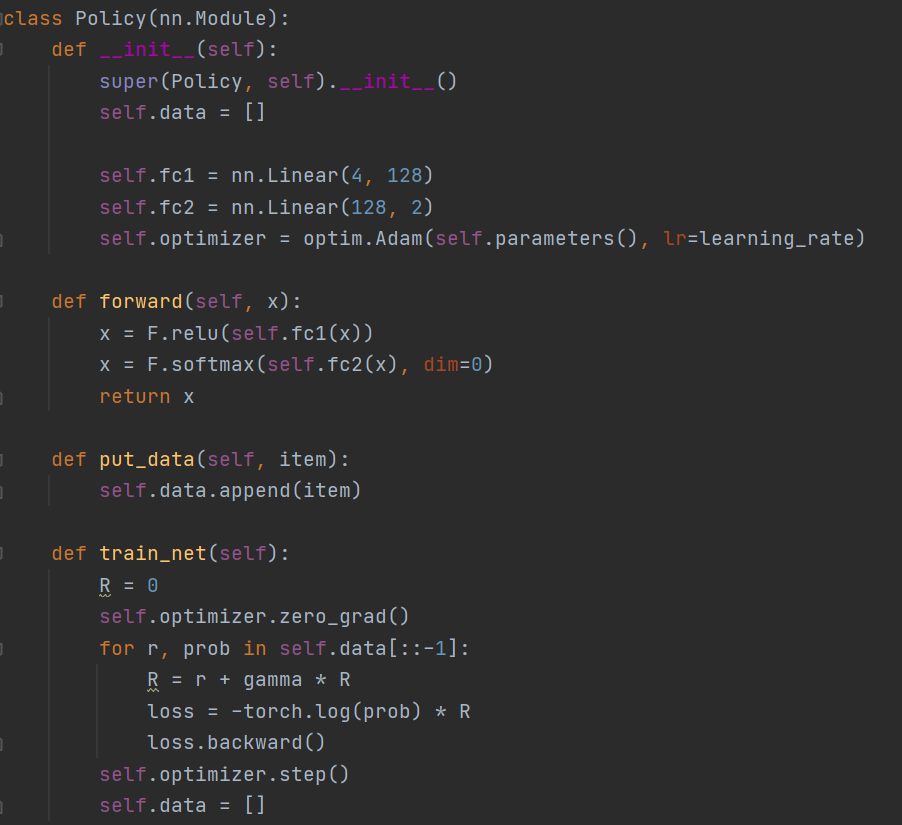 class Policy(nn.Module):
    def __init__(self):
        super(Policy, self).__init__()
        self.data = []

        self.fc1 = nn.Linear(4, 128)
        self.fc2 = nn.Linear(128, 2)
        self.optimizer = optim.Adam(self.parameters(), lr=learning_rate)

    def forward(self, x):
        x = F.relu(self.fc1(x))
        x = F.softmax(self.fc2(x), dim=0)
        return x

    def put_data(self, item):
        self.data.append(item)

    def train_net(self):
        R = 0
        self.optimizer.zero_grad()
        for r, prob in self.data[::-1]:
            R = r + gamma * R
            loss = -torch.log(prob) * R
            loss.backward()
        self.optimizer.step()
        self.data = []